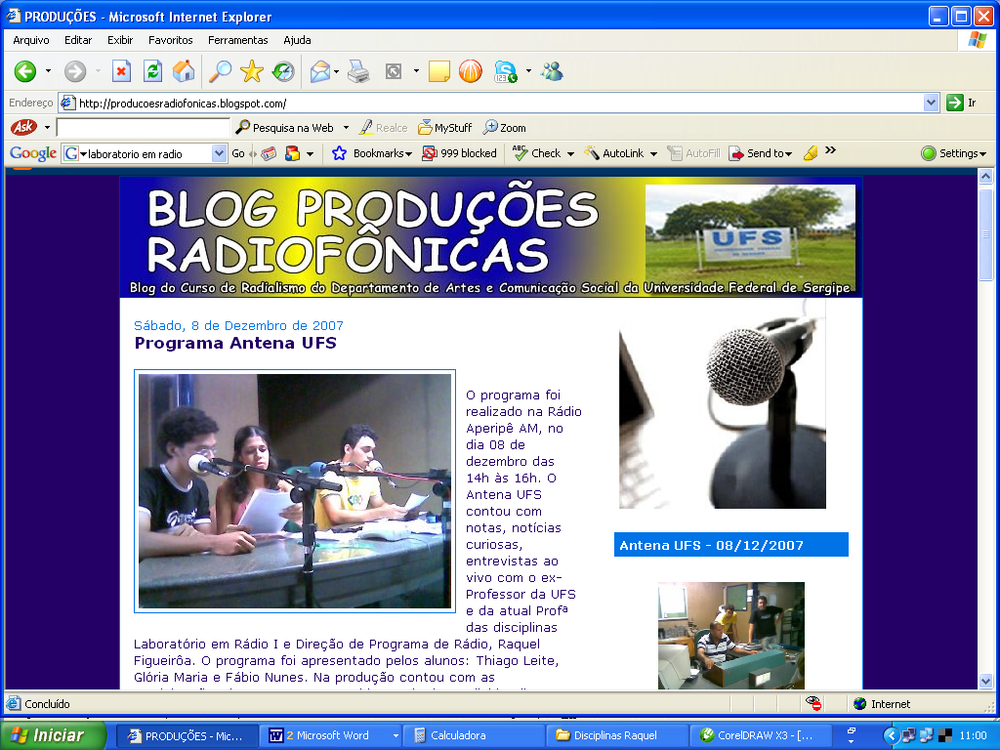 PRODUÇÕES - Microsoft Internet Explorer
Arquivo Editar Exibir Favoritos Ferramentas Ajuda
Endereço http://producoesradiofonicas.blogspot.com/ Ir
Ask Pesquisa na Web Realce MyStuff Zoom
Google G laboratorio em radio Go Bookmarks 999 blocked Check AutoLink AutoFill Send to Settings
BLOG PRODUÇÕES
RADIOFÔNICAS
UFS
Blog do Curso de Radialismo do Departamento de Artes e Comunicação Social da Universidade Federal de Sergipe
Sábado, 8 de Dezembro de 2007
Programa Antena UFS
O programa foi
realizado na Rádio
Aperipê AM, no
dia 08 de
dezembro das
14h às 16h. O
Antena UFS
contou com
notas, notícias
curiosas,
entrevistas ao
vivo com o ex-
Professor da UFS
e da atual Profª
das disciplinas
Laboratório em Rádio I e Direção de Programa de Rádio, Raquel
Figueirôa. O programa foi apresentado pelos alunos: Thiago Leite,
Glória Maria e Fábio Nunes. Na produção contou com as
Antena UFS - 08/12/2007
Concluído Internet
Iniciar PRODUÇÕES - Mic... 2 Microsoft Word Calculadora Disciplinas Raquel CorelDRAW X3 - [... 11:00